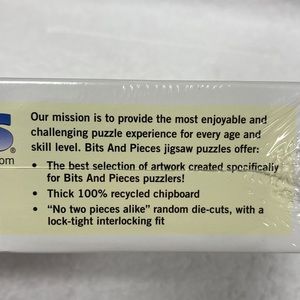 Our mission is to provide the most enjoyable and
challenging puzzle experience for every age and
skill level. Bits And Pieces jigsaw puzzles offer:
S®
om
• The best selection of artwork created specifically
for Bits And Pieces puzzlers!
• Thick 100% recycled chipboard
• “No two pieces alike” random die-cuts, with a
lock-tight interlocking fit